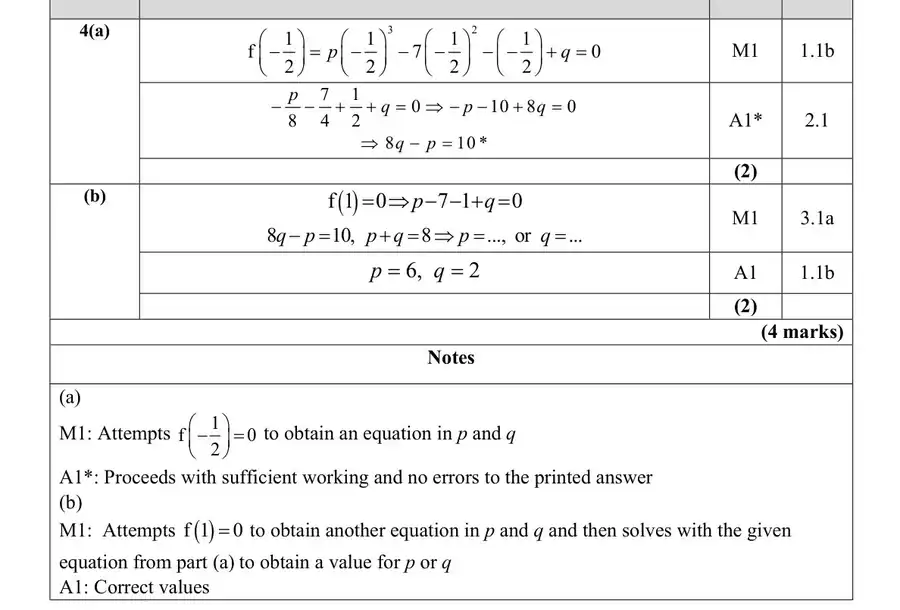 4(a)
f(−1/2) = p(−1/2)³ − 7(−1/2)² − (−1/2) + q = 0
M1
1.1b
−p/8 − 7/4 + 1/2 + q = 0 ⇒ −p − 10 + 8q = 0
⇒ 8q − p = 10 *
A1*
2.1
(2)
(b)
f(1) = 0 ⇒ p − 7 − 1 + q = 0
8q − p = 10, p + q = 8 ⇒ p = ..., or q = ...
M1
3.1a
p = 6, q = 2
A1
1.1b
(2)
(4 marks)
Notes
(a)
M1: Attempts f(−1/2) = 0 to obtain an equation in p and q
A1*: Proceeds with sufficient working and no errors to the printed answer
(b)
M1: Attempts f(1) = 0 to obtain another equation in p and q and then solves with the given
equation from part (a) to obtain a value for p or q
A1: Correct values